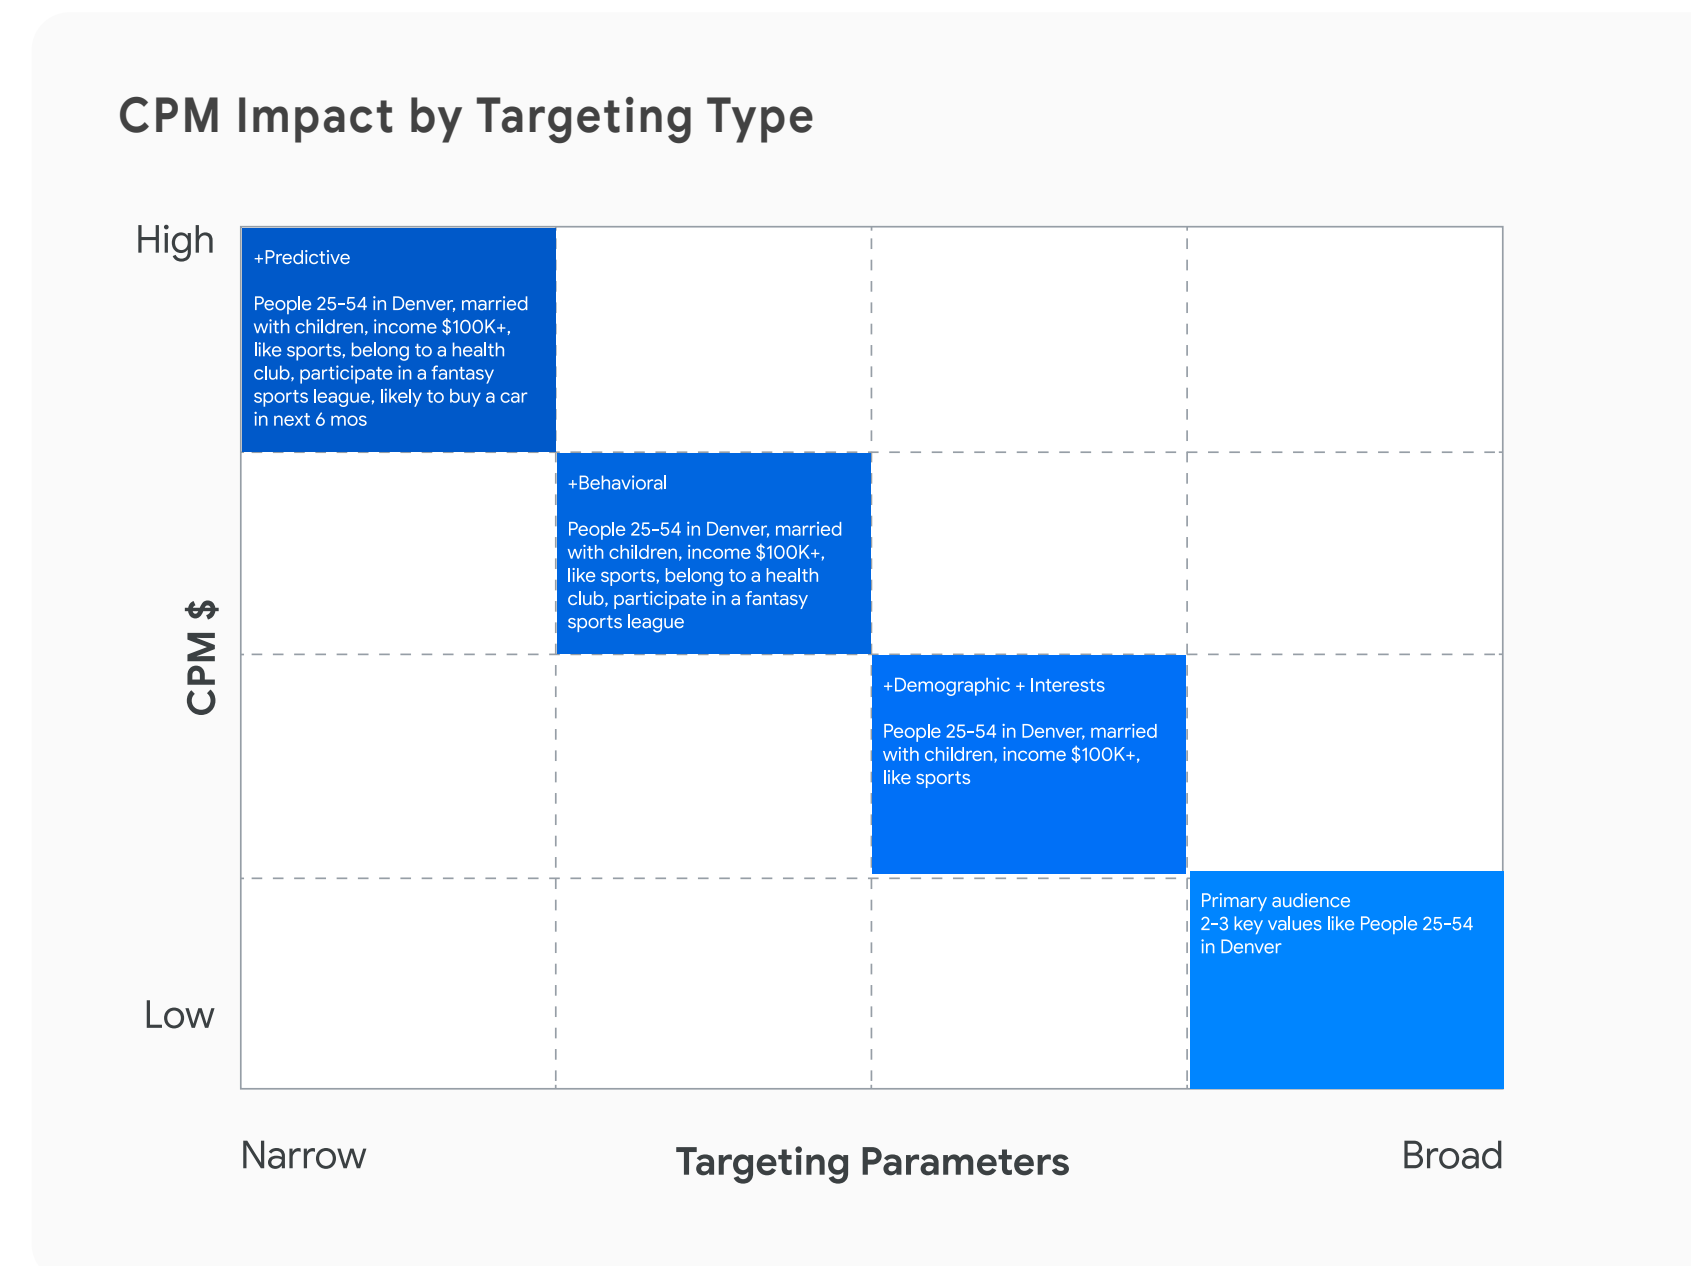 CPM Impact by Targeting Type
High
+Predictive
People 25-54 in Denver, married
with children, income $100K+,
like sports, belong to a health
club, participate in a fantasy
sports league, likely to buy a car
in next 6 mos
+Behavioral
People 25-54 in Denver, married
with children, income $100K+,
like sports, belong to a health
club, participate in a fantasy
sports league
CPM $
+Demographic + Interests
People 25-54 in Denver, married
with children, income $100K+,
like sports
Primary audience
2-3 key values like People 25-54
in Denver
Low
Narrow
Targeting Parameters
Broad